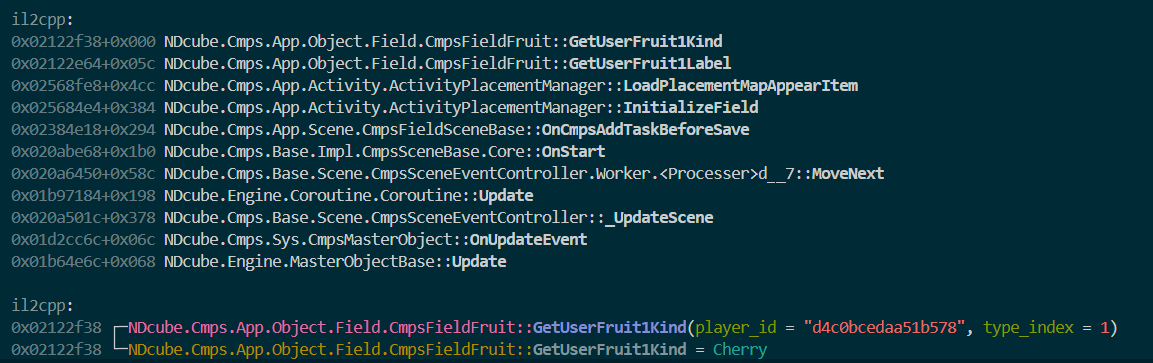 il2cpp:
0x02122f38+0x000 NDcube.Cmps.App.Object.Field.CmpsFieldFruit::GetUserFruit1Kind
0x02122e64+0x05c NDcube.Cmps.App.Object.Field.CmpsFieldFruit::GetUserFruit1Label
0x02568fe8+0x4cc NDcube.Cmps.App.Activity.ActivityPlacementManager::LoadPlacementMapAppearItem
0x025684e4+0x384 NDcube.Cmps.App.Activity.ActivityPlacementManager::InitializeField
0x02384e18+0x294 NDcube.Cmps.App.Scene.CmpsFieldSceneBase::OnCmpsAddTaskBeforeSave
0x020abe68+0x1b0 NDcube.Cmps.Base.Impl.CmpsSceneBase.Core::OnStart
0x020a6450+0x58c NDcube.Cmps.Base.Scene.CmpsSceneEventController.Worker.<Processer>d__7::MoveNext
0x01b97184+0x198 NDcube.Engine.Coroutine.Coroutine::Update
0x020a501c+0x378 NDcube.Cmps.Base.Scene.CmpsSceneEventController::_UpdateScene
0x01d2cc6c+0x06c NDcube.Cmps.Sys.CmpsMasterObject::OnUpdateEvent
0x01b64e6c+0x068 NDcube.Engine.MasterObjectBase::Update
il2cpp:
0x02122f38 ┌─NDcube.Cmps.App.Object.Field.CmpsFieldFruit::GetUserFruit1Kind(player_id = "d4c0bcedaa51b578", type_index = 1)
0x02122f38 └─NDcube.Cmps.App.Object.Field.CmpsFieldFruit::GetUserFruit1Kind = Cherry